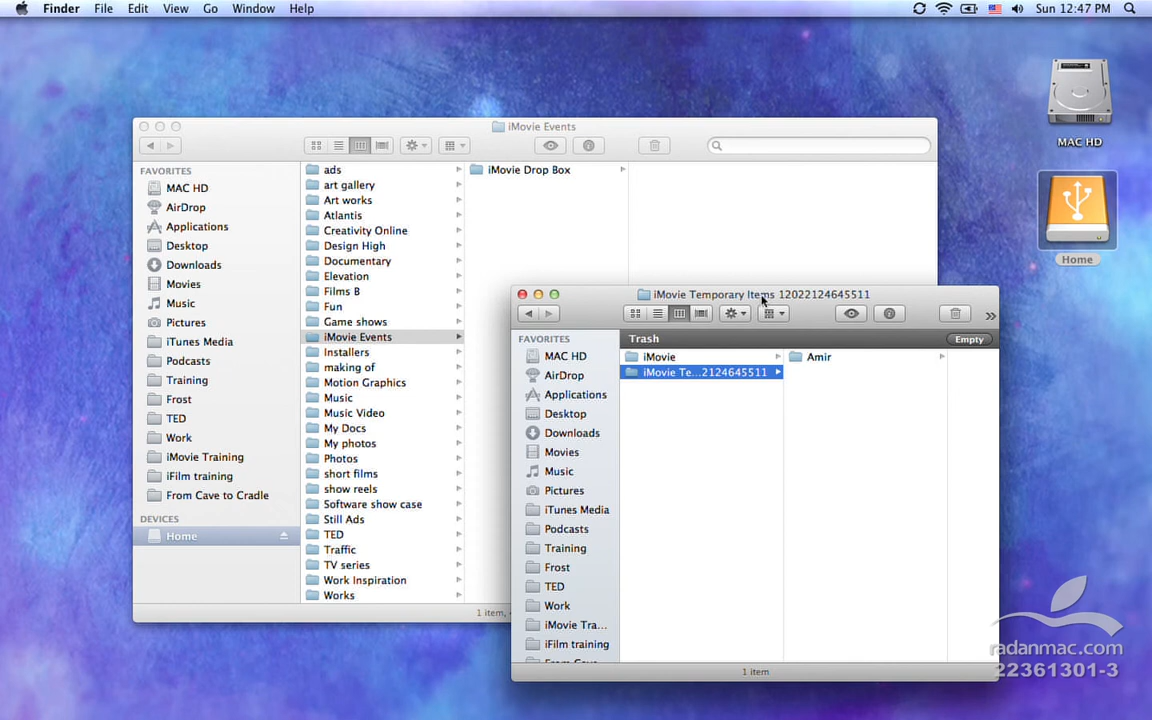 Finder File Edit View Go Window Help
Sun 12:47 PM
MAC HD
Home
iMovie Events
FAVORITES
MAC HD
AirDrop
Applications
Desktop
Downloads
Movies
Music
Pictures
iTunes Media
Podcasts
Training
Frost
TED
Work
iMovie Training
iFilm training
From Cave to Cradle
DEVICES
Home
ads
art gallery
Art works
Atlantis
Creativity Online
Design High
Documentary
Elevation
Films B
Fun
Game shows
iMovie Events
Installers
making of
Motion Graphics
Music
Music Video
My Docs
My photos
Photos
short films
show reels
Software show case
Still Ads
TED
Traffic
TV series
Work Inspiration
Works
iMovie Drop Box
1 item,
iMovie Temporary Items 12022124645511
Trash
Empty
FAVORITES
MAC HD
AirDrop
Applications
Desktop
Downloads
Movies
Music
Pictures
iTunes Media
Podcasts
Training
Frost
TED
Work
iMovie Tra...
iFilm training
iMovie
iMovie Te...2124645511
Amir
1 item
radanmac.com
22361301-3